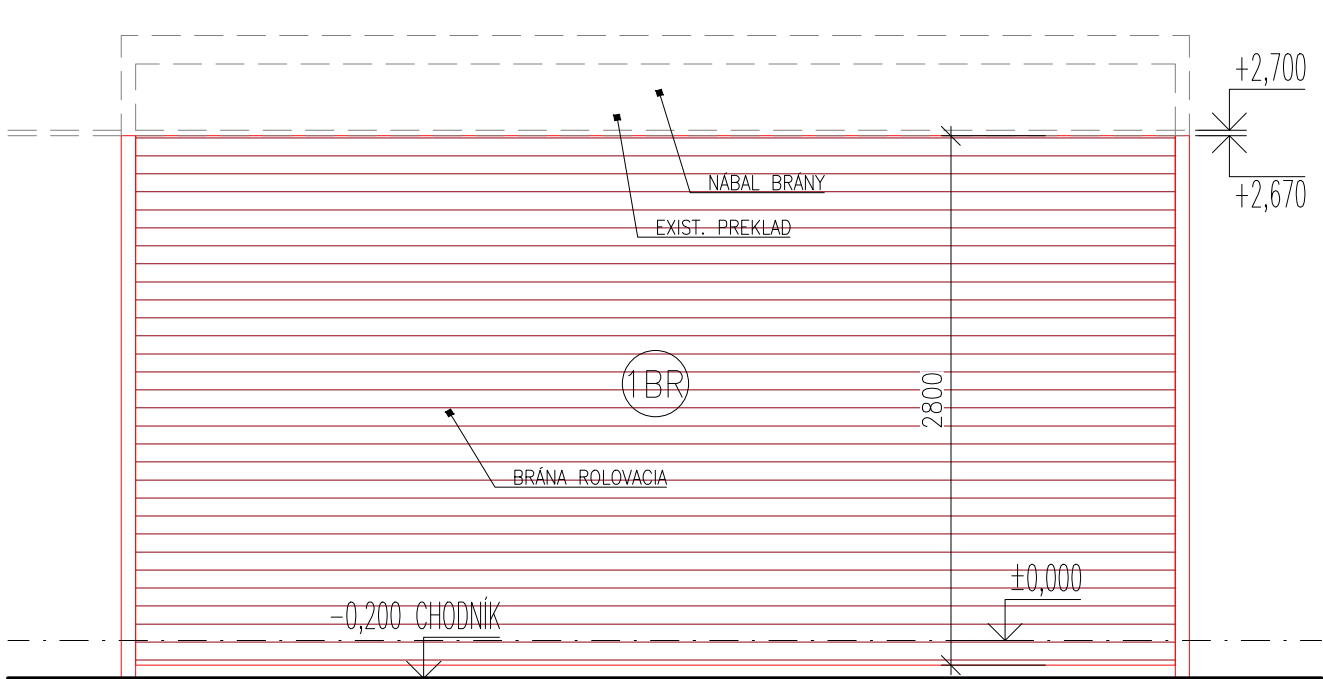 +2,700
+2,670
NÁBAL BRÁNY
EXIST. PREKLAD
1BR
2800
BRÁNA ROLOVACIA
±0,000
-0,200 CHODNÍK